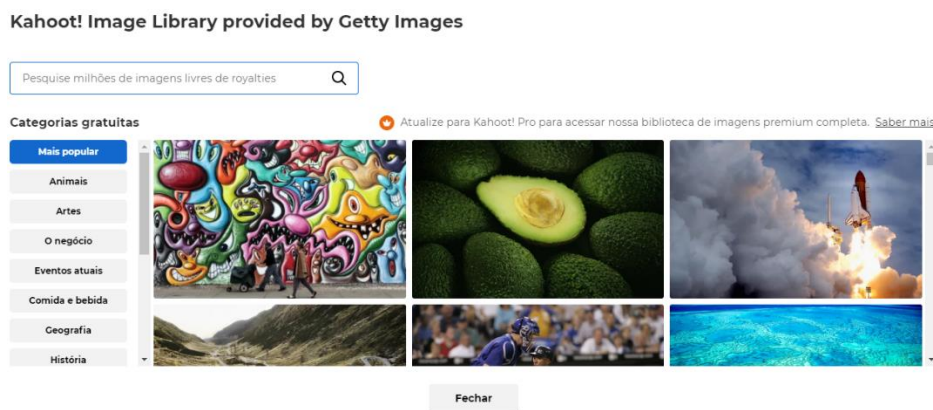 Kahoot! Image Library provided by Getty Images
Pesquise milhões de imagens livres de royalties
Categorias gratuitas
Atualize para Kahoot! Pro para acessar nossa biblioteca de imagens premium completa. Saber mais
Mais popular
Animais
Artes
O negócio
Eventos atuais
Comida e bebida
Geografia
História
Fechar